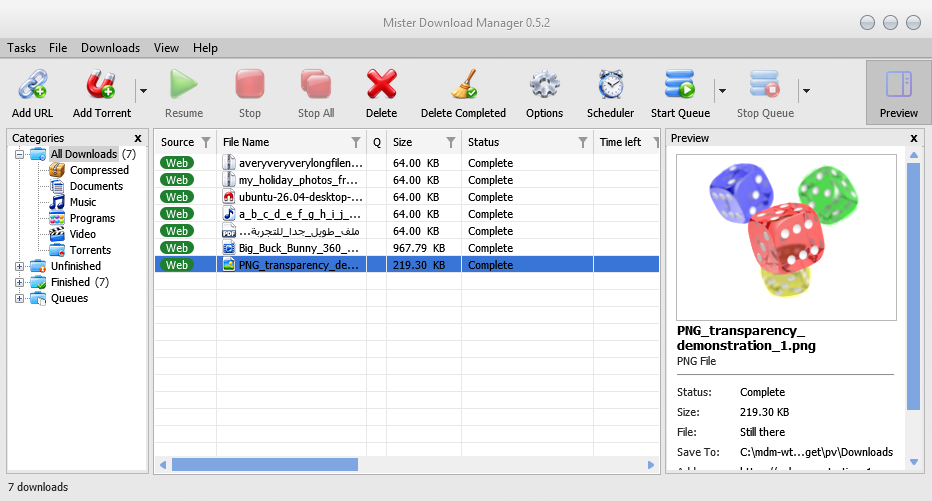 Mister Download Manager 0.5.2
Tasks File Downloads View Help
Add URL Add Torrent Resume Stop Stop All Delete Delete Completed Options Scheduler Start Queue Stop Queue Preview
Categories x
All Downloads (7)
Compressed
Documents
Music
Programs
Video
Torrents
Unfinished
Finished (7)
Queues
Source File Name Q Size Status Time left
Web averyveryverylongfilen... 64.00 KB Complete
Web my_holiday_photos_fr... 64.00 KB Complete
Web ubuntu-26.04-desktop-... 64.00 KB Complete
Web a_b_c_d_e_f_g_h_i_j_... 64.00 KB Complete
Web ملف_طويل_جدا_للتجربة... 64.00 KB Complete
Web Big_Buck_Bunny_360_... 967.79 KB Complete
Web PNG_transparency_de... 219.30 KB Complete
Preview x
PNG_transparency_
demonstration_1.png
PNG File
Status: Complete
Size: 219.30 KB
File: Still there
Save To: C:\mdm-wt...get\pv\Downloads
7 downloads